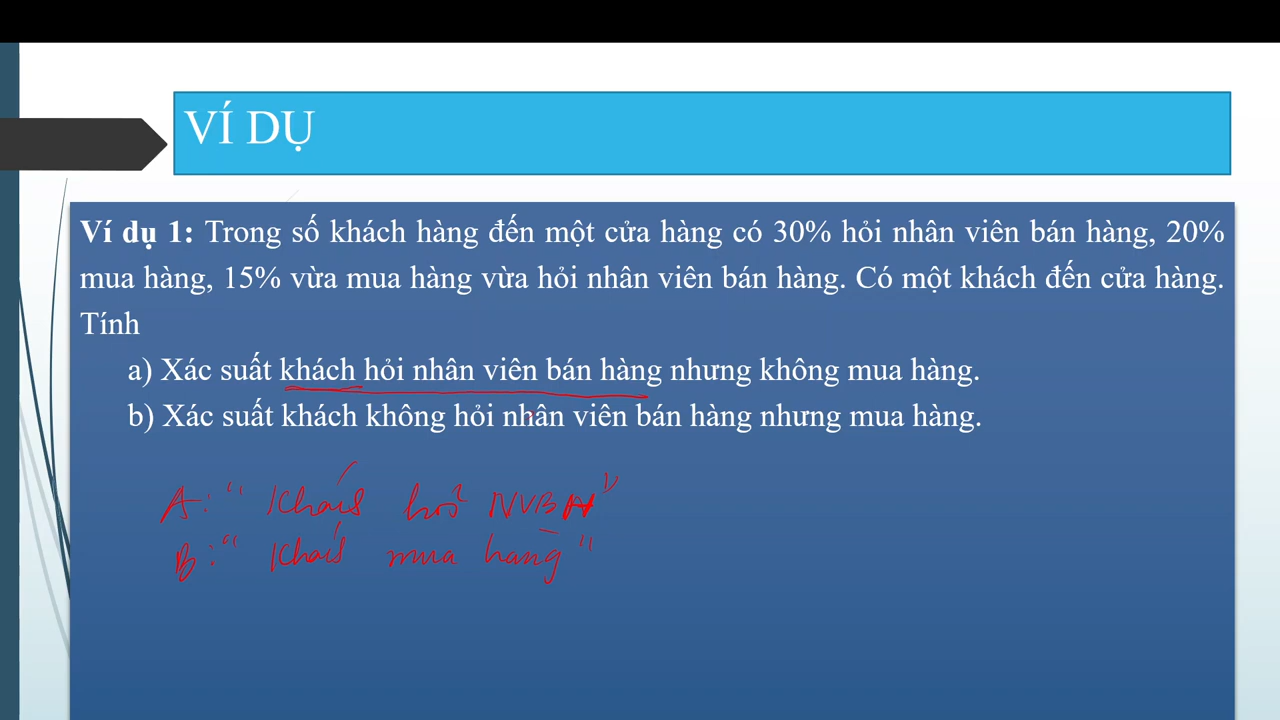 VÍ DỤ
Ví dụ 1: Trong số khách hàng đến một cửa hàng có 30% hỏi nhân viên bán hàng, 20%
mua hàng, 15% vừa mua hàng vừa hỏi nhân viên bán hàng. Có một khách đến cửa hàng.
Tính
a) Xác suất khách hỏi nhân viên bán hàng nhưng không mua hàng.
b) Xác suất khách không hỏi nhân viên bán hàng nhưng mua hàng.
A: " Khách hỏi NVBH "
B: " Khách mua hàng "